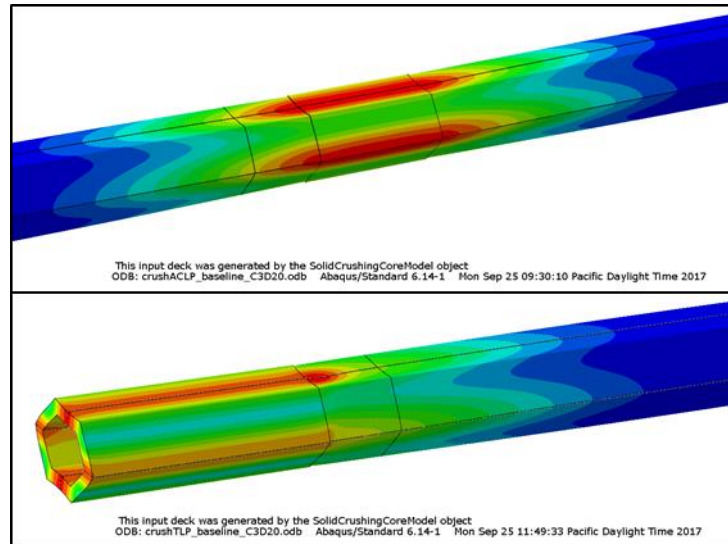 This input deck was generated by the SolidCrushingCoreModel object
ODB: crushACLP_baseline_C3D20.odb Abaqus/Standard 6.14-1 Mon Sep 25 09:30:10 Pacific Daylight Time 2017
This input deck was generated by the SolidCrushingCoreModel object
ODB: crushTLP_baseline_C3D20.odb Abaqus/Standard 6.14-1 Mon Sep 25 11:49:33 Pacific Daylight Time 2017